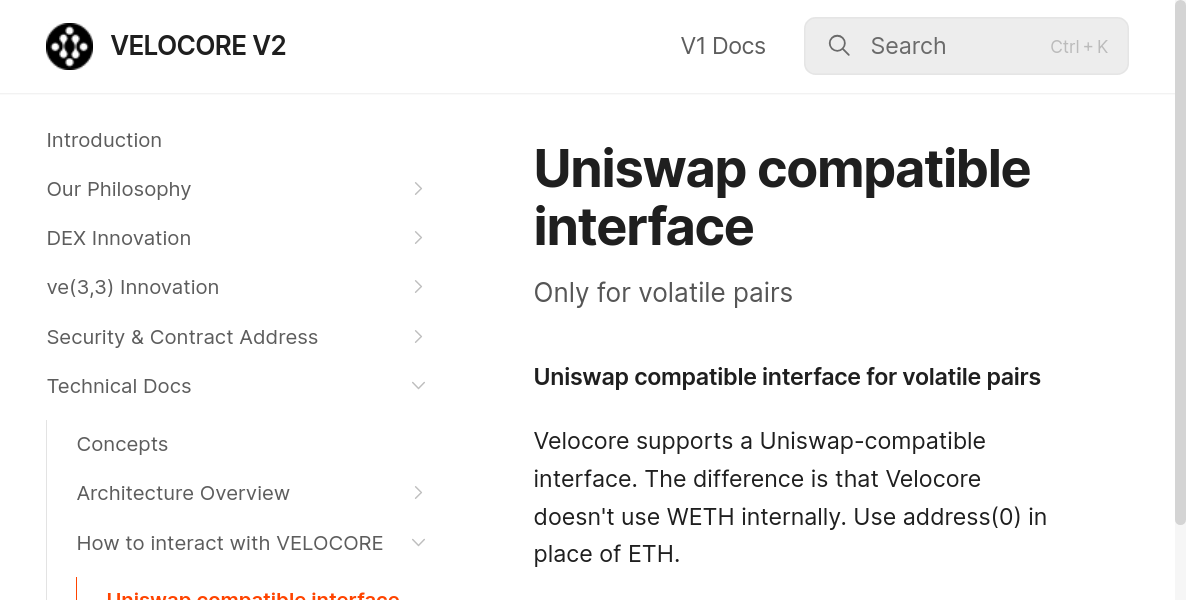 VELOCORE V2
V1 Docs
Search
Ctrl + K
Introduction
Our Philosophy
DEX Innovation
ve(3,3) Innovation
Security & Contract Address
Technical Docs
Concepts
Architecture Overview
How to interact with VELOCORE
Uniswap compatible interface
Uniswap compatible
interface
Only for volatile pairs
Uniswap compatible interface for volatile pairs
Velocore supports a Uniswap-compatible
interface. The difference is that Velocore
doesn't use WETH internally. Use address(0) in
place of ETH.